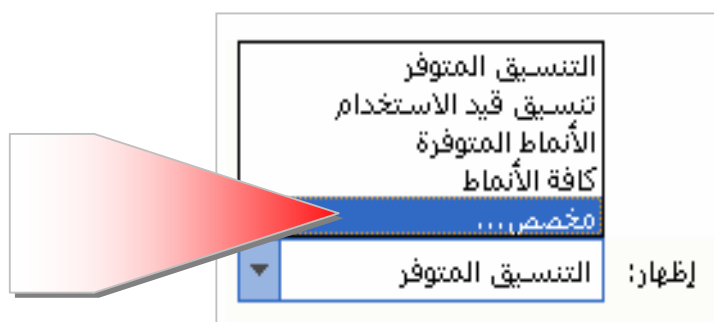 التنسيق المتوفر
تنسيق قيد الاستخدام
الأنماط المتوفرة
كافة الأنماط
مخصص...
إظهار: التنسيق المتوفر